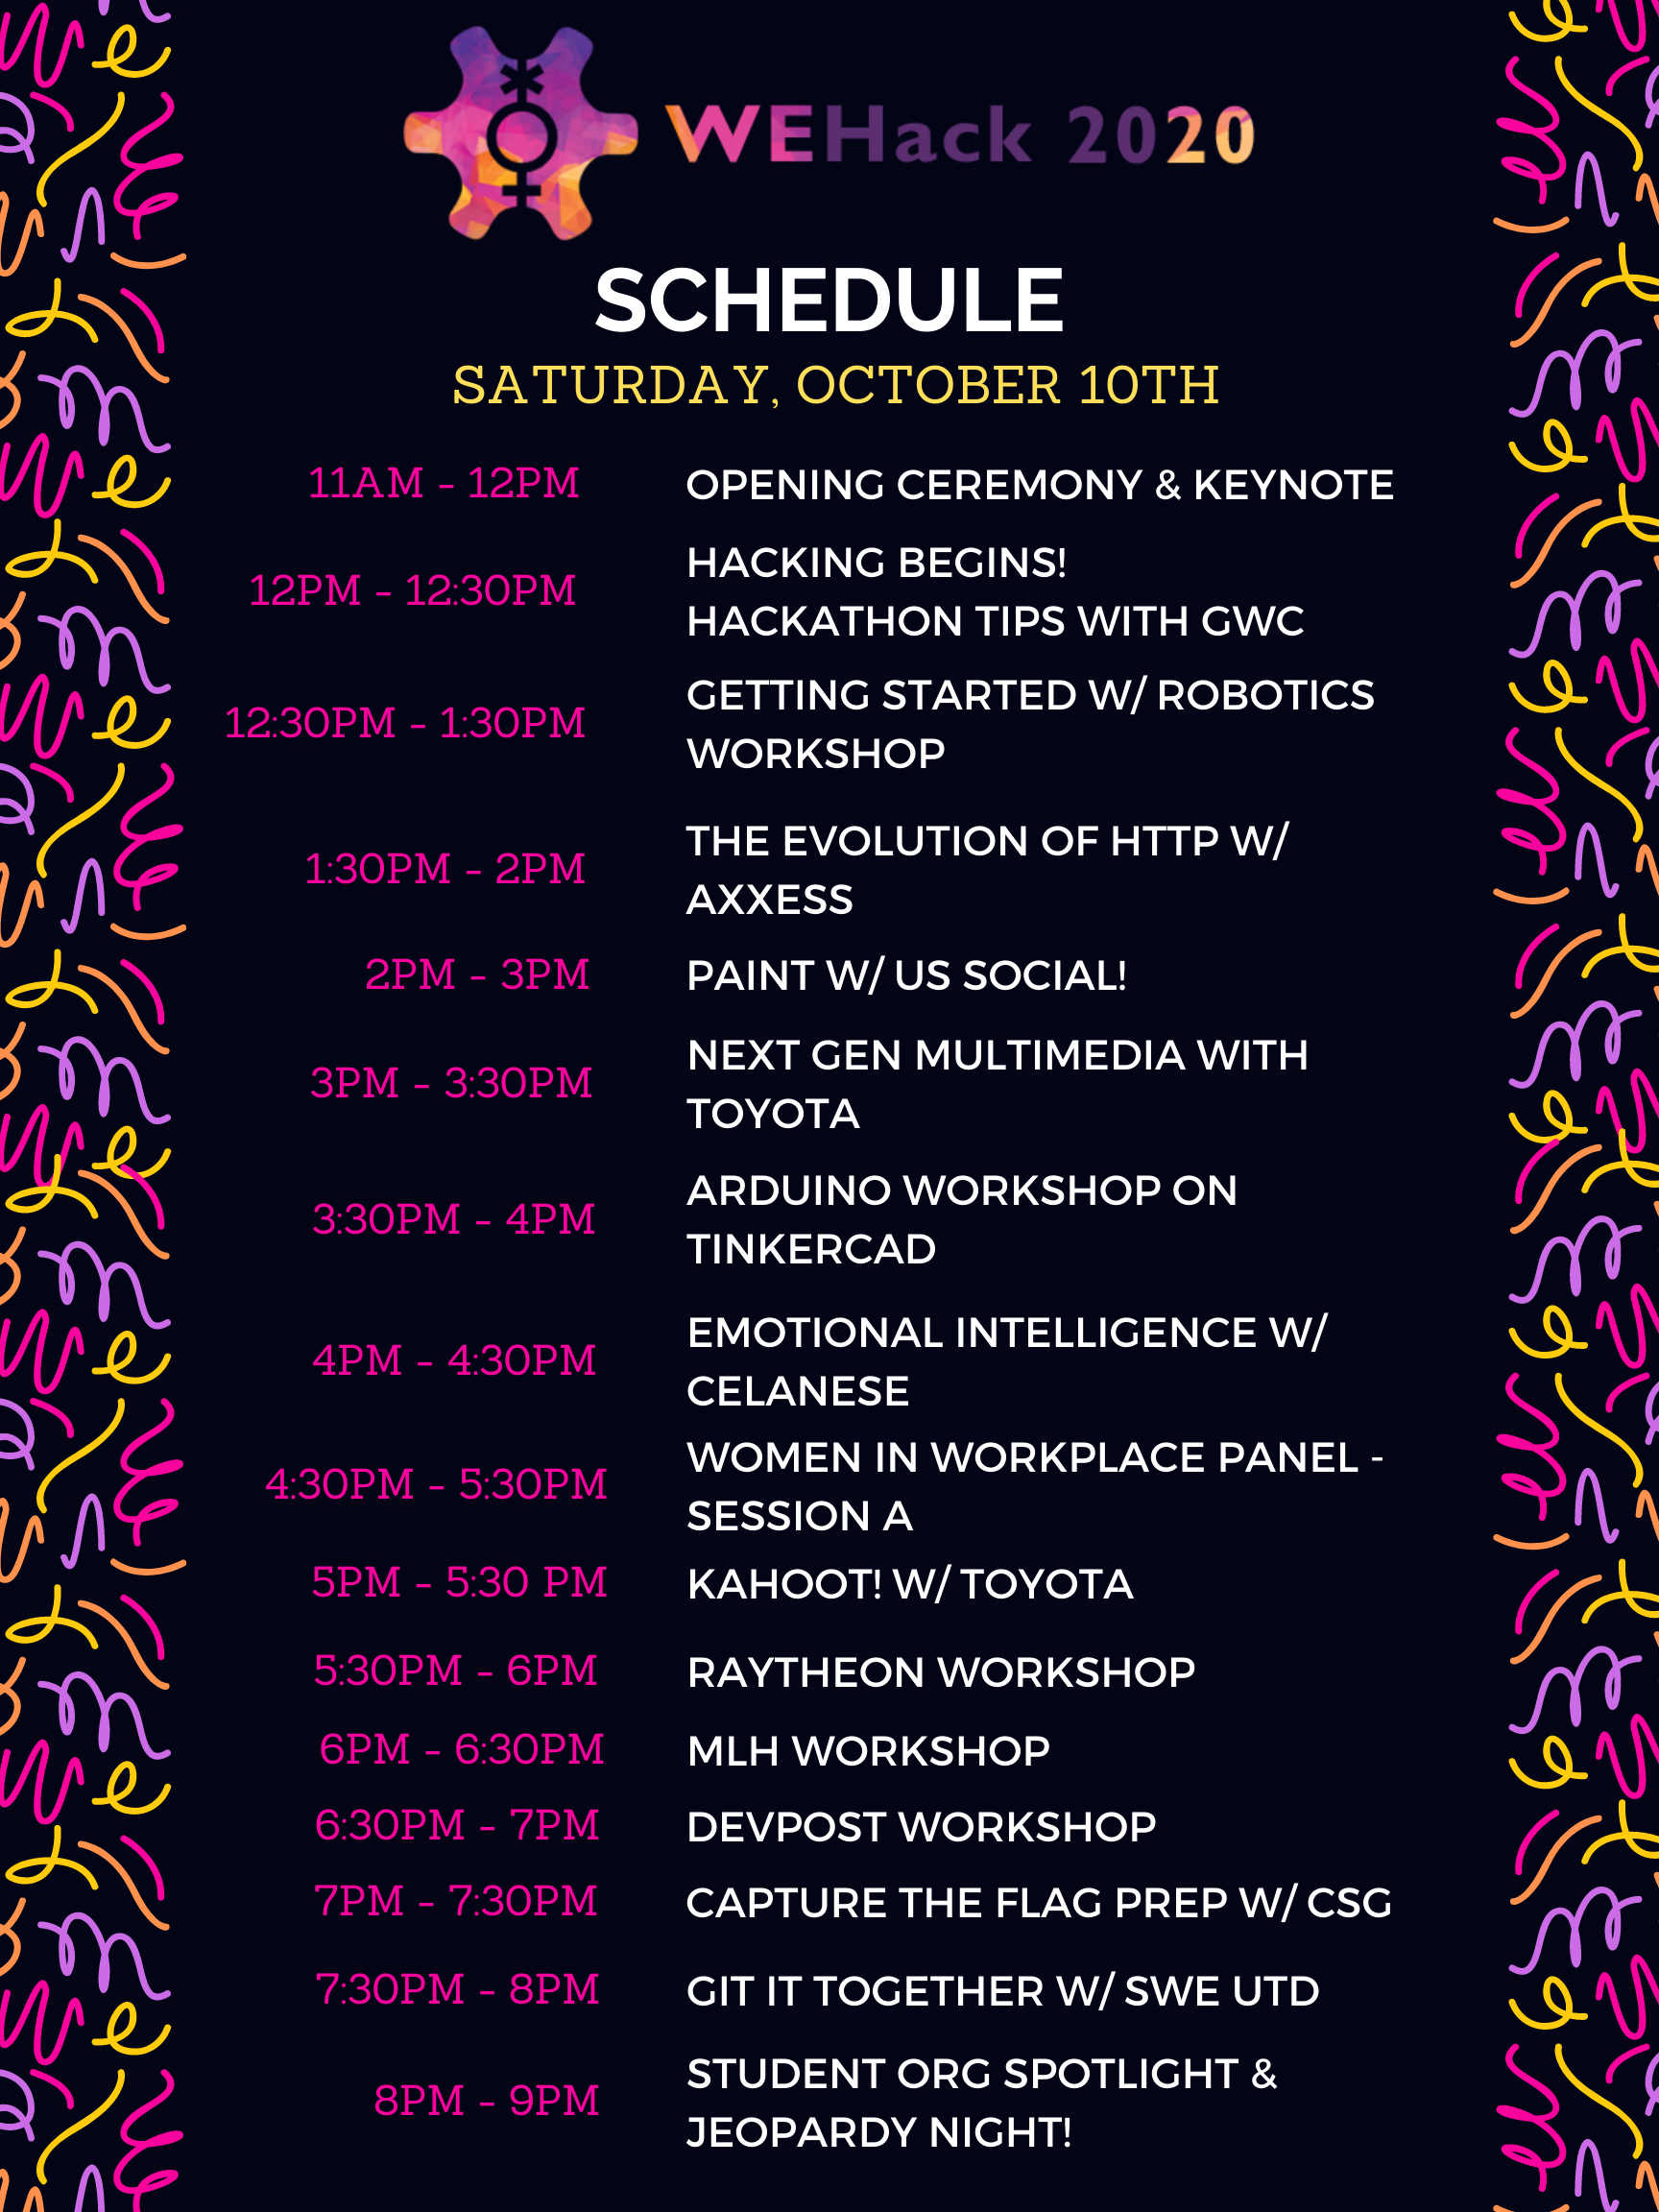 WEHack 2020
SCHEDULE
SATURDAY, OCTOBER 10TH
11AM - 12PM OPENING CEREMONY & KEYNOTE
12PM - 12:30PM HACKING BEGINS!
HACKATHON TIPS WITH GWC
12:30PM - 1:30PM GETTING STARTED W/ ROBOTICS
WORKSHOP
1:30PM - 2PM THE EVOLUTION OF HTTP W/
AXXESS
2PM - 3PM PAINT W/ US SOCIAL!
3PM - 3:30PM NEXT GEN MULTIMEDIA WITH
TOYOTA
3:30PM - 4PM ARDUINO WORKSHOP ON
TINKERCAD
4PM - 4:30PM EMOTIONAL INTELLIGENCE W/
CELANESE
4:30PM - 5:30PM WOMEN IN WORKPLACE PANEL -
SESSION A
5PM - 5:30 PM KAHOOT! W/ TOYOTA
5:30PM - 6PM RAYTHEON WORKSHOP
6PM - 6:30PM MLH WORKSHOP
6:30PM - 7PM DEVPOST WORKSHOP
7PM - 7:30PM CAPTURE THE FLAG PREP W/ CSG
7:30PM - 8PM GIT IT TOGETHER W/ SWE UTD
8PM - 9PM STUDENT ORG SPOTLIGHT &
JEOPARDY NIGHT!